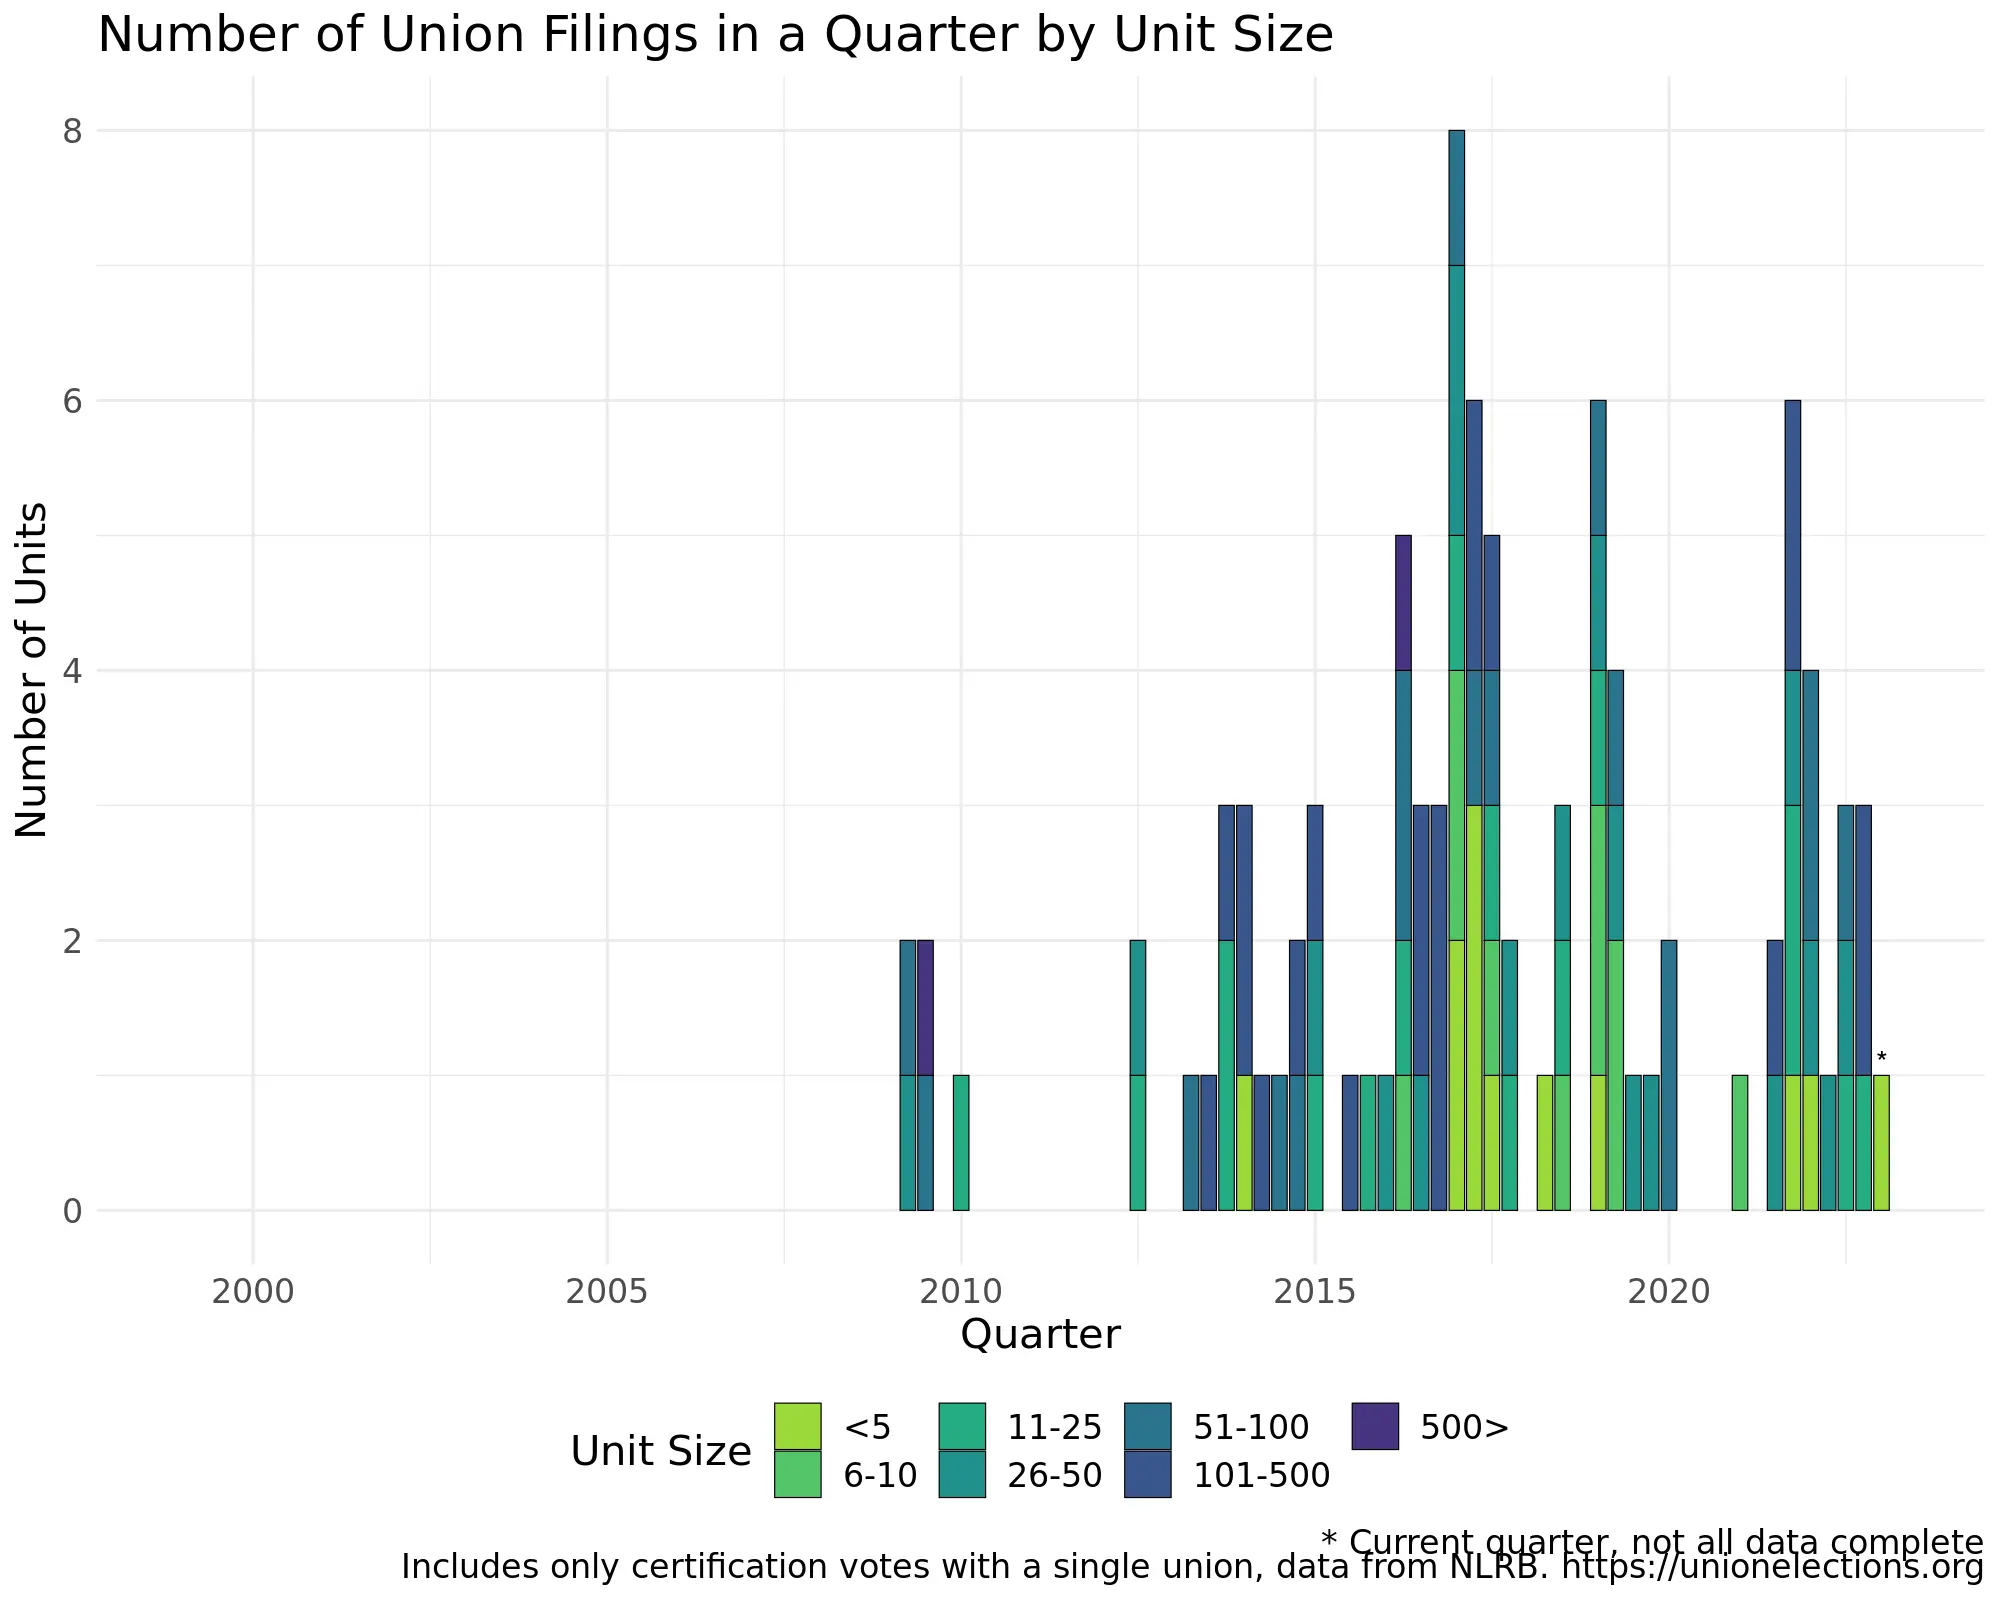 Number of Union Filings in a Quarter by Unit Size
Number of Units
8
6
4
2
0
*
2000 2005 2010 2015 2020
Quarter
Unit Size
<5 11-25 51-100 500>
6-10 26-50 101-500
* Current quarter, not all data complete
Includes only certification votes with a single union, data from NLRB. https://unionelections.org